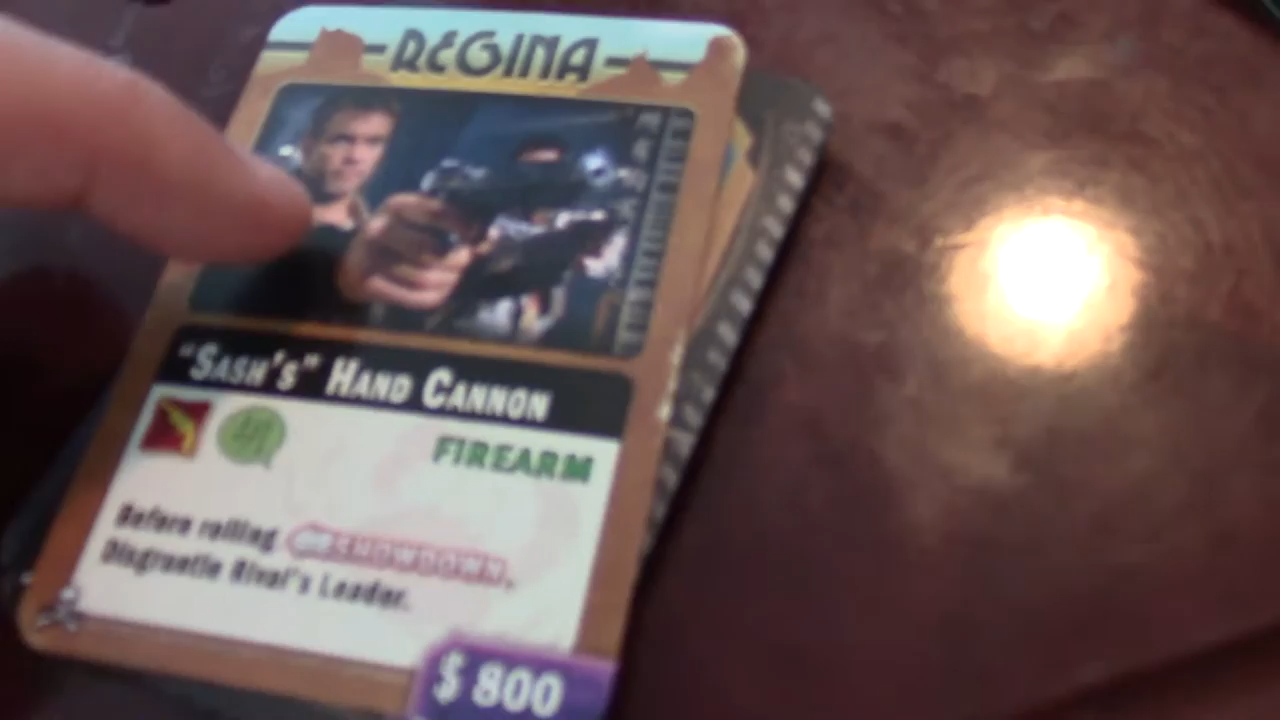 REGINA
"SASH'S" HAND CANNON
FIREARM
Before rolling SHOWDOWN,
Disgruntle Rival's Leader.
$800